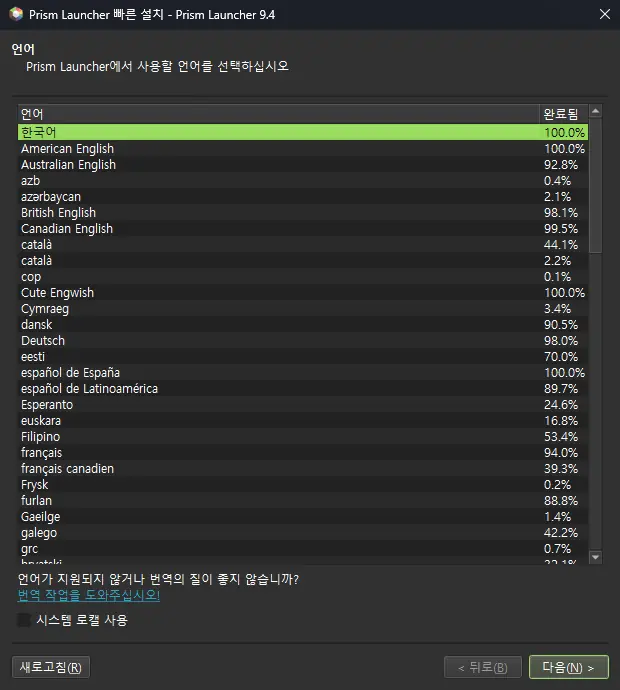 Prism Launcher 빠른 설치 - Prism Launcher 9.4
언어
Prism Launcher에서 사용할 언어를 선택하십시오
언어 완료됨
한국어 100.0%
American English 100.0%
Australian English 92.8%
azb 0.4%
azərbaycan 2.1%
British English 98.1%
Canadian English 99.5%
català 44.1%
català 2.2%
cop 0.1%
Cute Engwish 100.0%
Cymraeg 3.4%
dansk 90.5%
Deutsch 98.0%
eesti 70.0%
español de España 100.0%
español de Latinoamérica 89.7%
Esperanto 24.6%
euskara 16.8%
Filipino 53.4%
français 94.0%
français canadien 39.3%
Frysk 0.2%
furlan 88.8%
Gaeilge 1.4%
galego 42.2%
grc 0.7%
hrvatski 32.1%
언어가 지원되지 않거나 번역의 질이 좋지 않습니까?
번역 작업을 도와주십시오!
시스템 로캘 사용
새로고침(R) < 뒤로(B) 다음(N) >